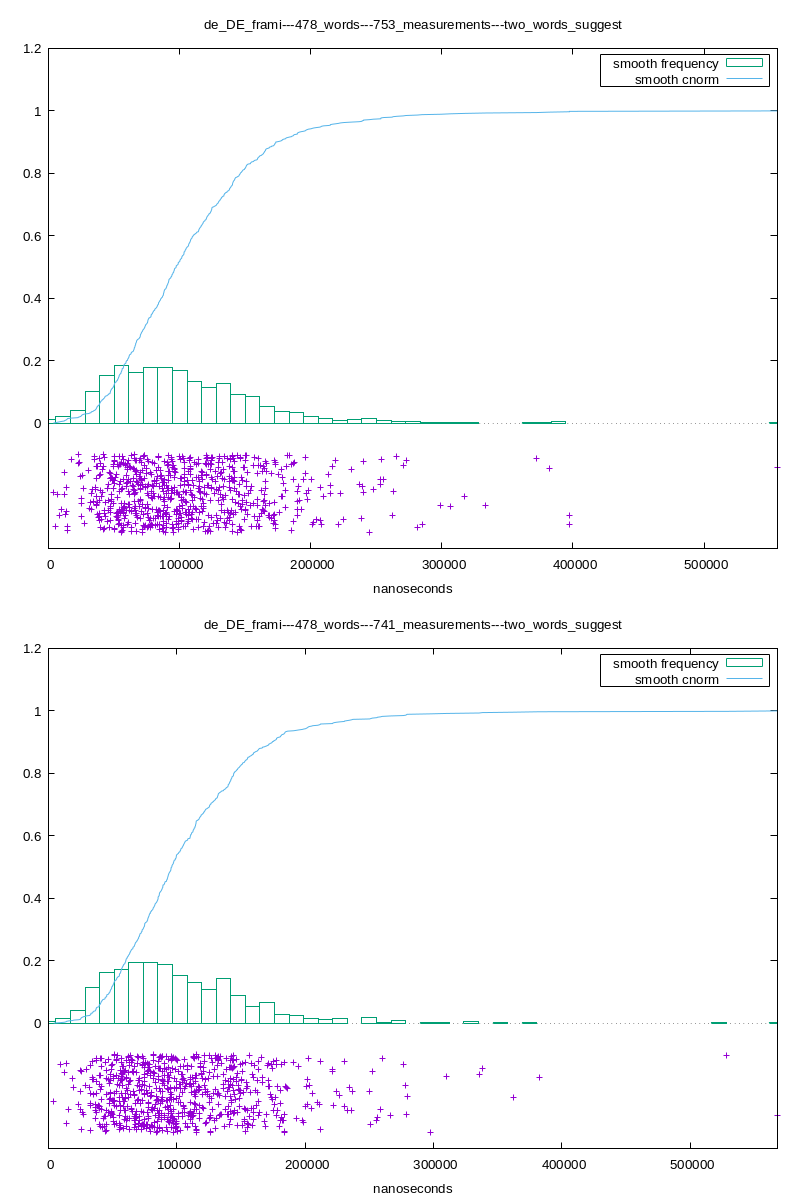 de_DE_frami---478_words---753_measurements---two_words_suggest
1.2
smooth frequency
smooth cnorm
1
0.8
0.6
0.4
0.2
0
0 100000 200000 300000 400000 500000
nanoseconds
de_DE_frami---478_words---741_measurements---two_words_suggest
1.2
smooth frequency
smooth cnorm
1
0.8
0.6
0.4
0.2
0
0 100000 200000 300000 400000 500000
nanoseconds